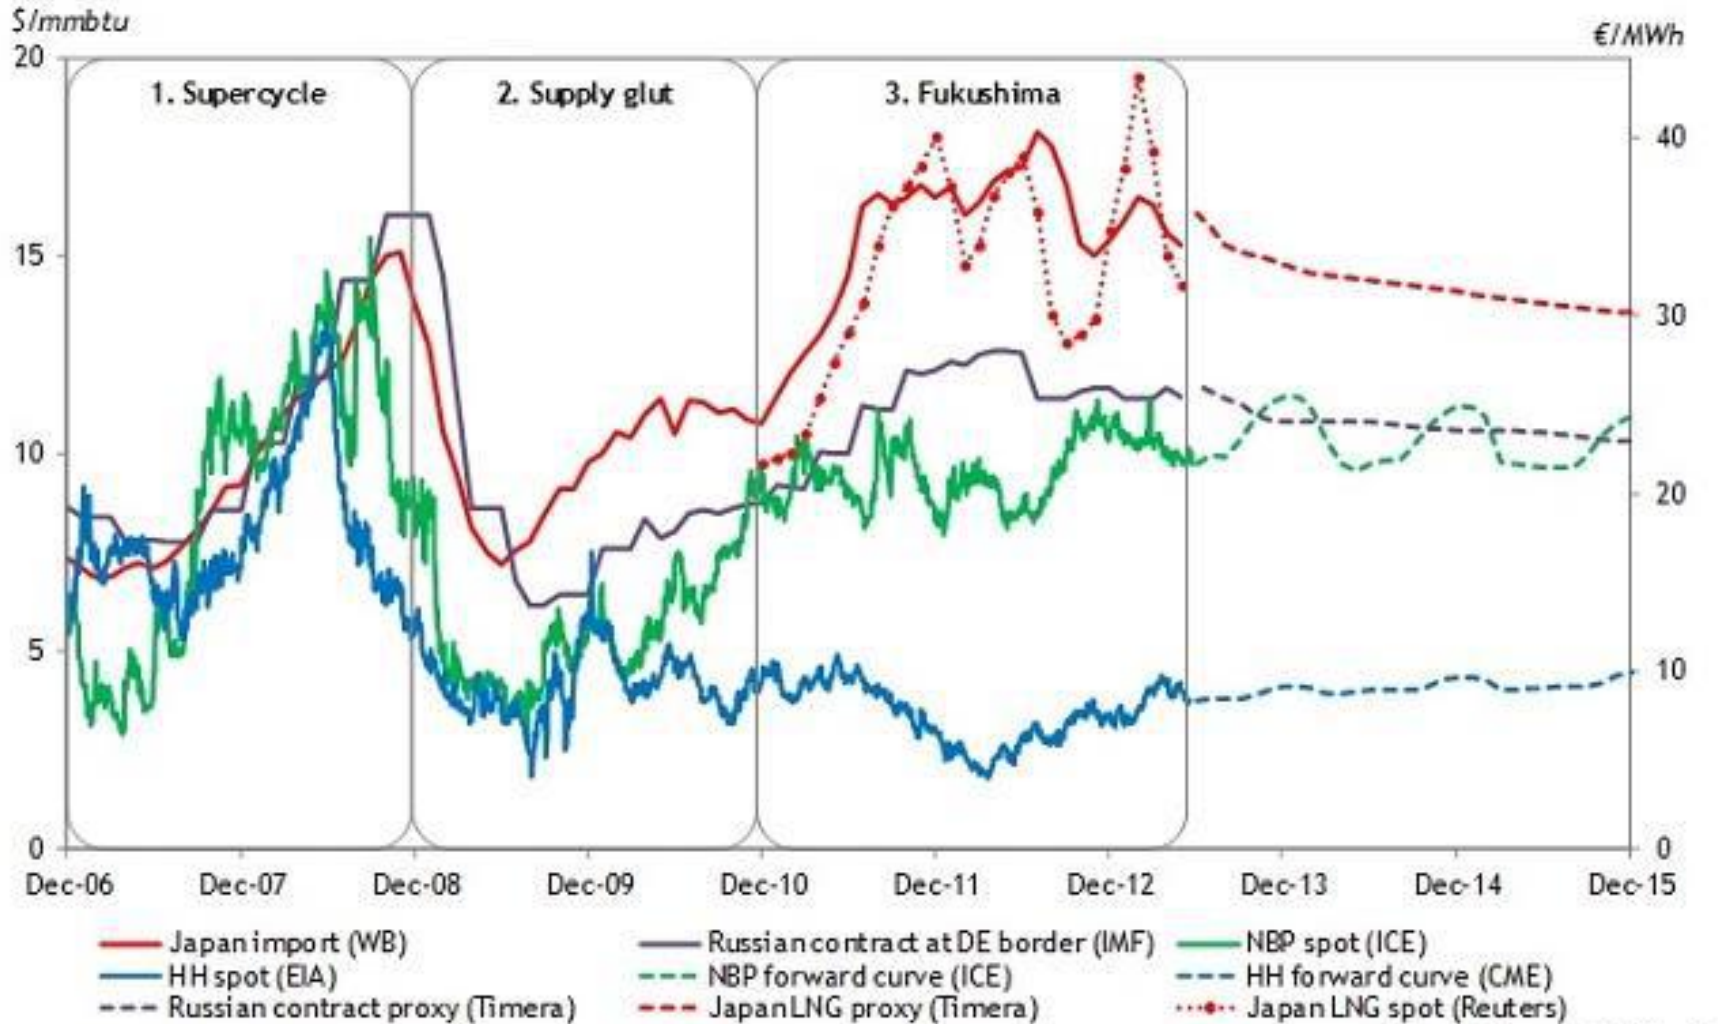 $/mmbtu
€/MWh
20
1. Supercycle
2. Supply glut
3. Fukushima
40
15
30
10
20
5
10
0
0
Dec-06 Dec-07 Dec-08 Dec-09 Dec-10 Dec-11 Dec-12 Dec-13 Dec-14 Dec-15
Japan import (WB) Russian contract at DE border (IMF) NBP spot (ICE)
HH spot (EIA) NBP forward curve (ICE) HH forward curve (CME)
Russian contract proxy (Timera) Japan LNG proxy (Timera) Japan LNG spot (Reuters)